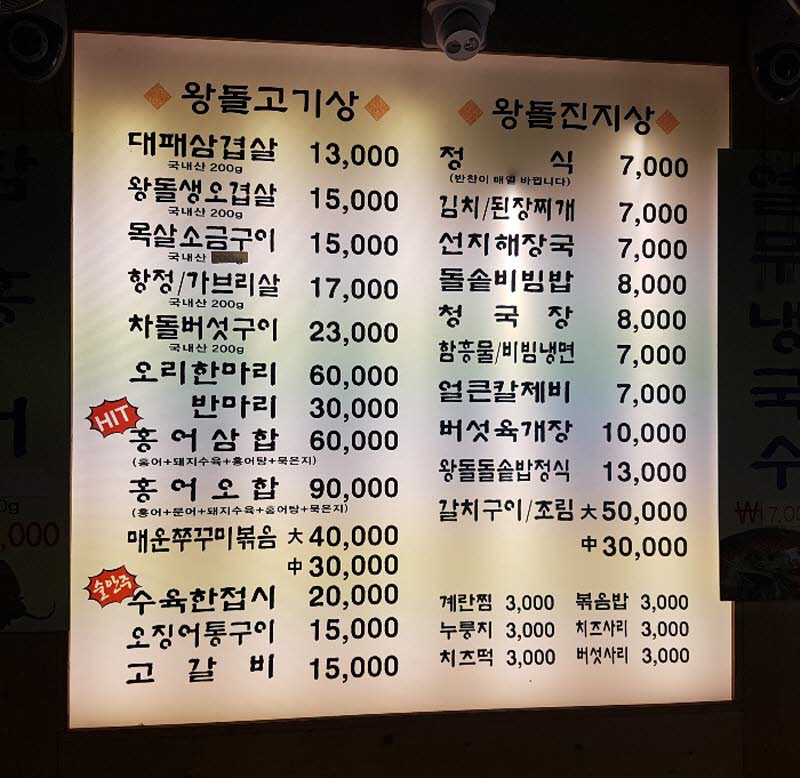 왕돌고기상
대패삼겹살 13,000
국내산 200g
왕돌생오겹살 15,000
국내산 200g
목살소금구이 15,000
국내산
항정/가브리살 17,000
국내산 200g
차돌버섯구이 23,000
국내산 200g
오리한마리 60,000
반마리 30,000
HIT
홍어삼합 60,000
(홍어+돼지수육+홍어탕+묵은지)
홍어오합 90,000
(홍어+문어+돼지수육+홍어탕+묵은지)
매운쭈꾸미볶음 大 40,000
中 30,000
술안주
수육한접시 20,000
오징어통구이 15,000
고갈비 15,000
왕돌진지상
정식 7,000
(반찬이 매일 바뀝니다)
김치/된장찌개 7,000
선지해장국 7,000
돌솥비빔밥 8,000
청국장 8,000
함흥물/비빔냉면 7,000
얼큰칼제비 7,000
버섯육개장 10,000
왕돌돌솥밥정식 13,000
갈치구이/조림 大 50,000
中 30,000
계란찜 3,000 볶음밥 3,000
누룽지 3,000 치즈사리 3,000
치즈떡 3,000 버섯사리 3,000
냉국수